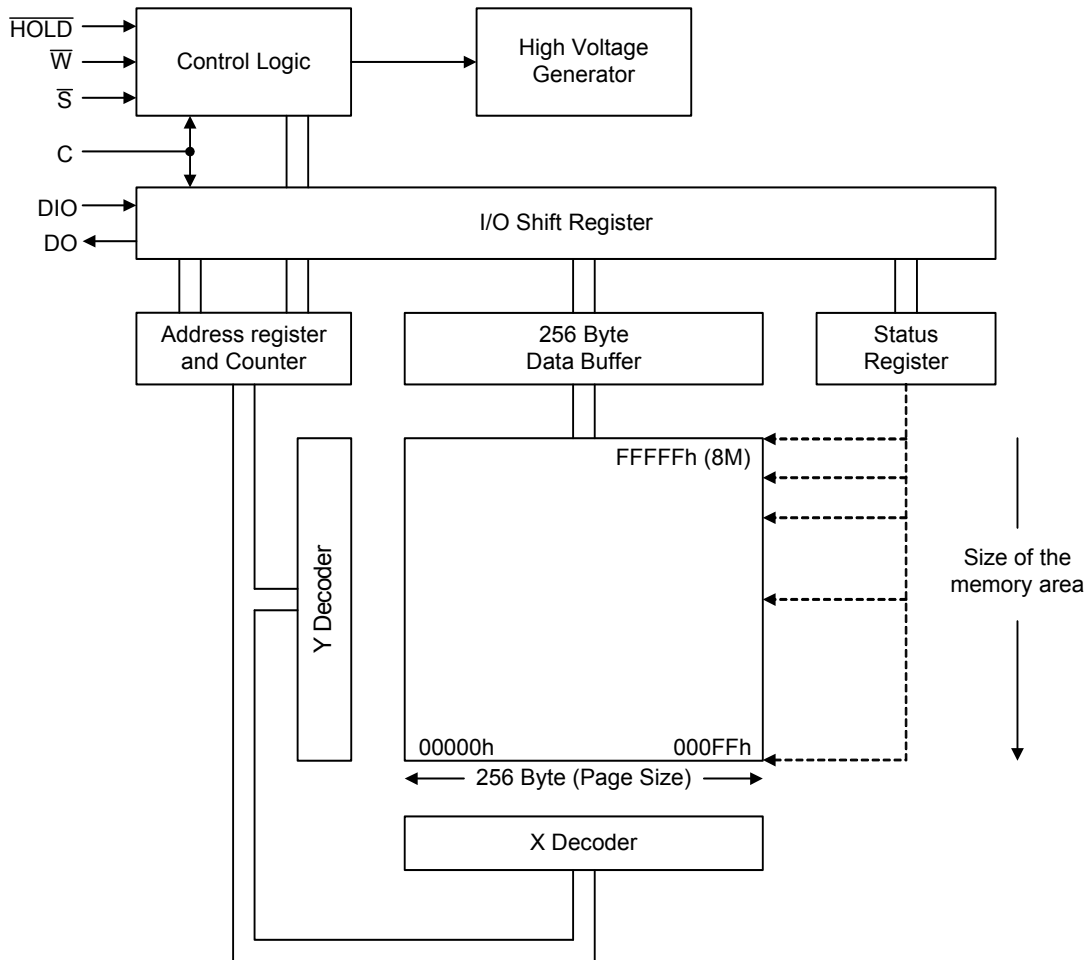 H̅O̅L̅D̅
W̅
S̅
C
DIO
DO
Control Logic
High Voltage
Generator
I/O Shift Register
Address register
and Counter
256 Byte
Data Buffer
Status
Register
Y Decoder
FFFFFh (8M)
00000h
000FFh
256 Byte (Page Size)
X Decoder
Size of the
memory area